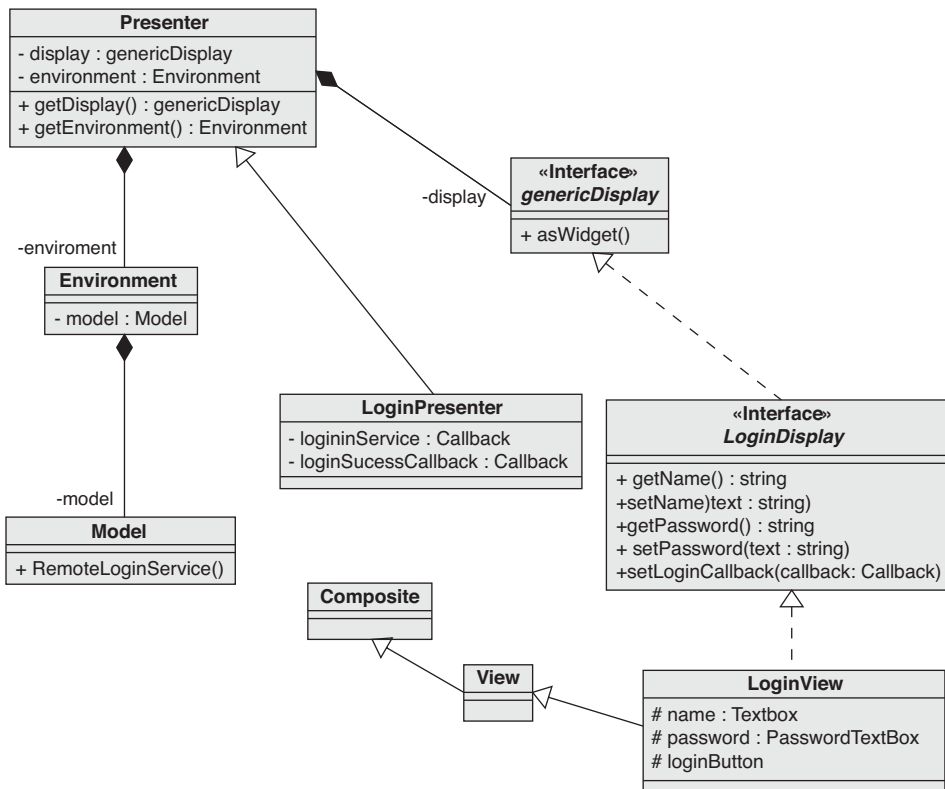 Presenter
- display : genericDisplay
- environment : Environment
+ getDisplay() : genericDisplay
+ getEnvironment() : Environment
-display
«Interface»
genericDisplay
+ asWidget()
-enviroment
Environment
- model : Model
LoginPresenter
- logininService : Callback
- loginSucessCallback : Callback
«Interface»
LoginDisplay
+ getName() : string
+setName)text : string)
+getPassword() : string
+ setPassword(text : string)
+setLoginCallback(callback: Callback)
-model
Model
+ RemoteLoginService()
Composite
View
LoginView
# name : Textbox
# password : PasswordTextBox
# loginButton